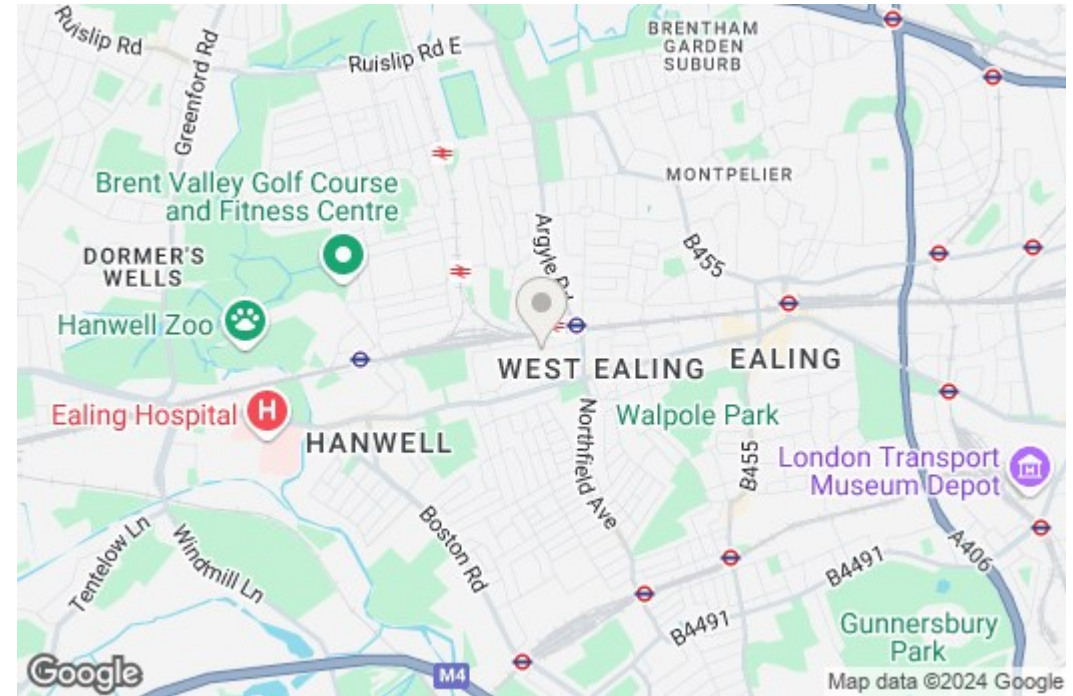 Ruislip Rd
Greenford Rd
Ruislip Rd E
BRENTHAM
GARDEN
SUBURB
Brent Valley Golf Course
and Fitness Centre
MONTPELIER
Argyle Rd
B455
DORMER'S
WELLS
Hanwell Zoo
WEST EALING
EALING
Ealing Hospital
H
HANWELL
Walpole Park
Northfield Ave
B455
London Transport
Museum Depot
Boston Rd
Tentelow Ln
Windmill Ln
A406
B4491
B4491
Gunnersbury
Park
M4
Google
Map data ©2024 Google